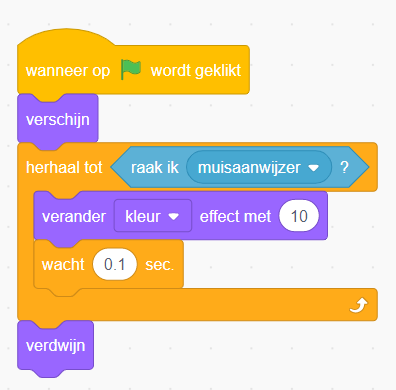 wanneer op wordt geklikt
verschijn
herhaal tot raak ik muisaanwijzer ?
verander kleur effect met 10
wacht 0.1 sec.
verdwijn